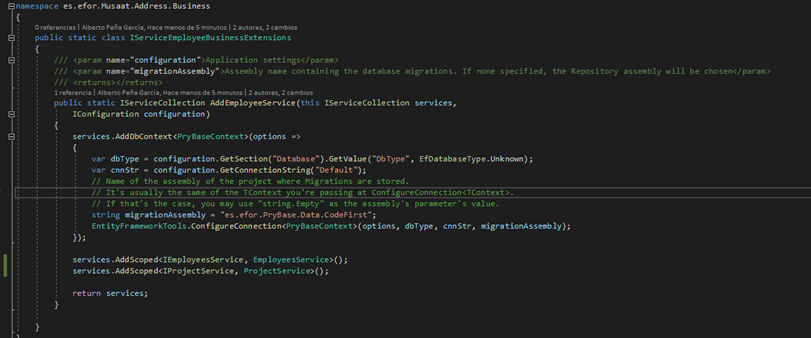 namespace es.efor.Musaat.Address.Business
{
0 referencias | Alberto Peña García, Hace menos de 5 minutos | 2 autores, 2 cambios
public static class IServiceEmployeeBusinessExtensions
{
/// <param name="configuration">Application settings</param>
/// <param name="migrationAssembly">Assembly name containing the database migrations. If none specified, the Repository assembly will be chosen</param>
/// <returns></returns>
1 referencia | Alberto Peña García, Hace menos de 5 minutos | 2 autores, 2 cambios
public static IServiceCollection AddEmployeeService(this IServiceCollection services,
IConfiguration configuration)
{
services.AddDbContext<PryBaseContext>(options =>
{
var dbType = configuration.GetSection("Database").GetValue("DbType", EfDatabaseType.Unknown);
var cnnStr = configuration.GetConnectionString("Default");
// Name of the assembly of the project where Migrations are stored.
// It's usually the same of the TContext you're passing at ConfigureConnection<TContext>.
// If that's the case, you may use "string.Empty" as the assembly's parameter's value.
string migrationAssembly = "es.efor.PryBase.Data.CodeFirst";
EntityFrameworkTools.ConfigureConnection<PryBaseContext>(options, dbType, cnnStr, migrationAssembly);
});
services.AddScoped<IEmployeesService, EmployeesService>();
services.AddScoped<IProjectService, ProjectService>();
return services;
}
}
}